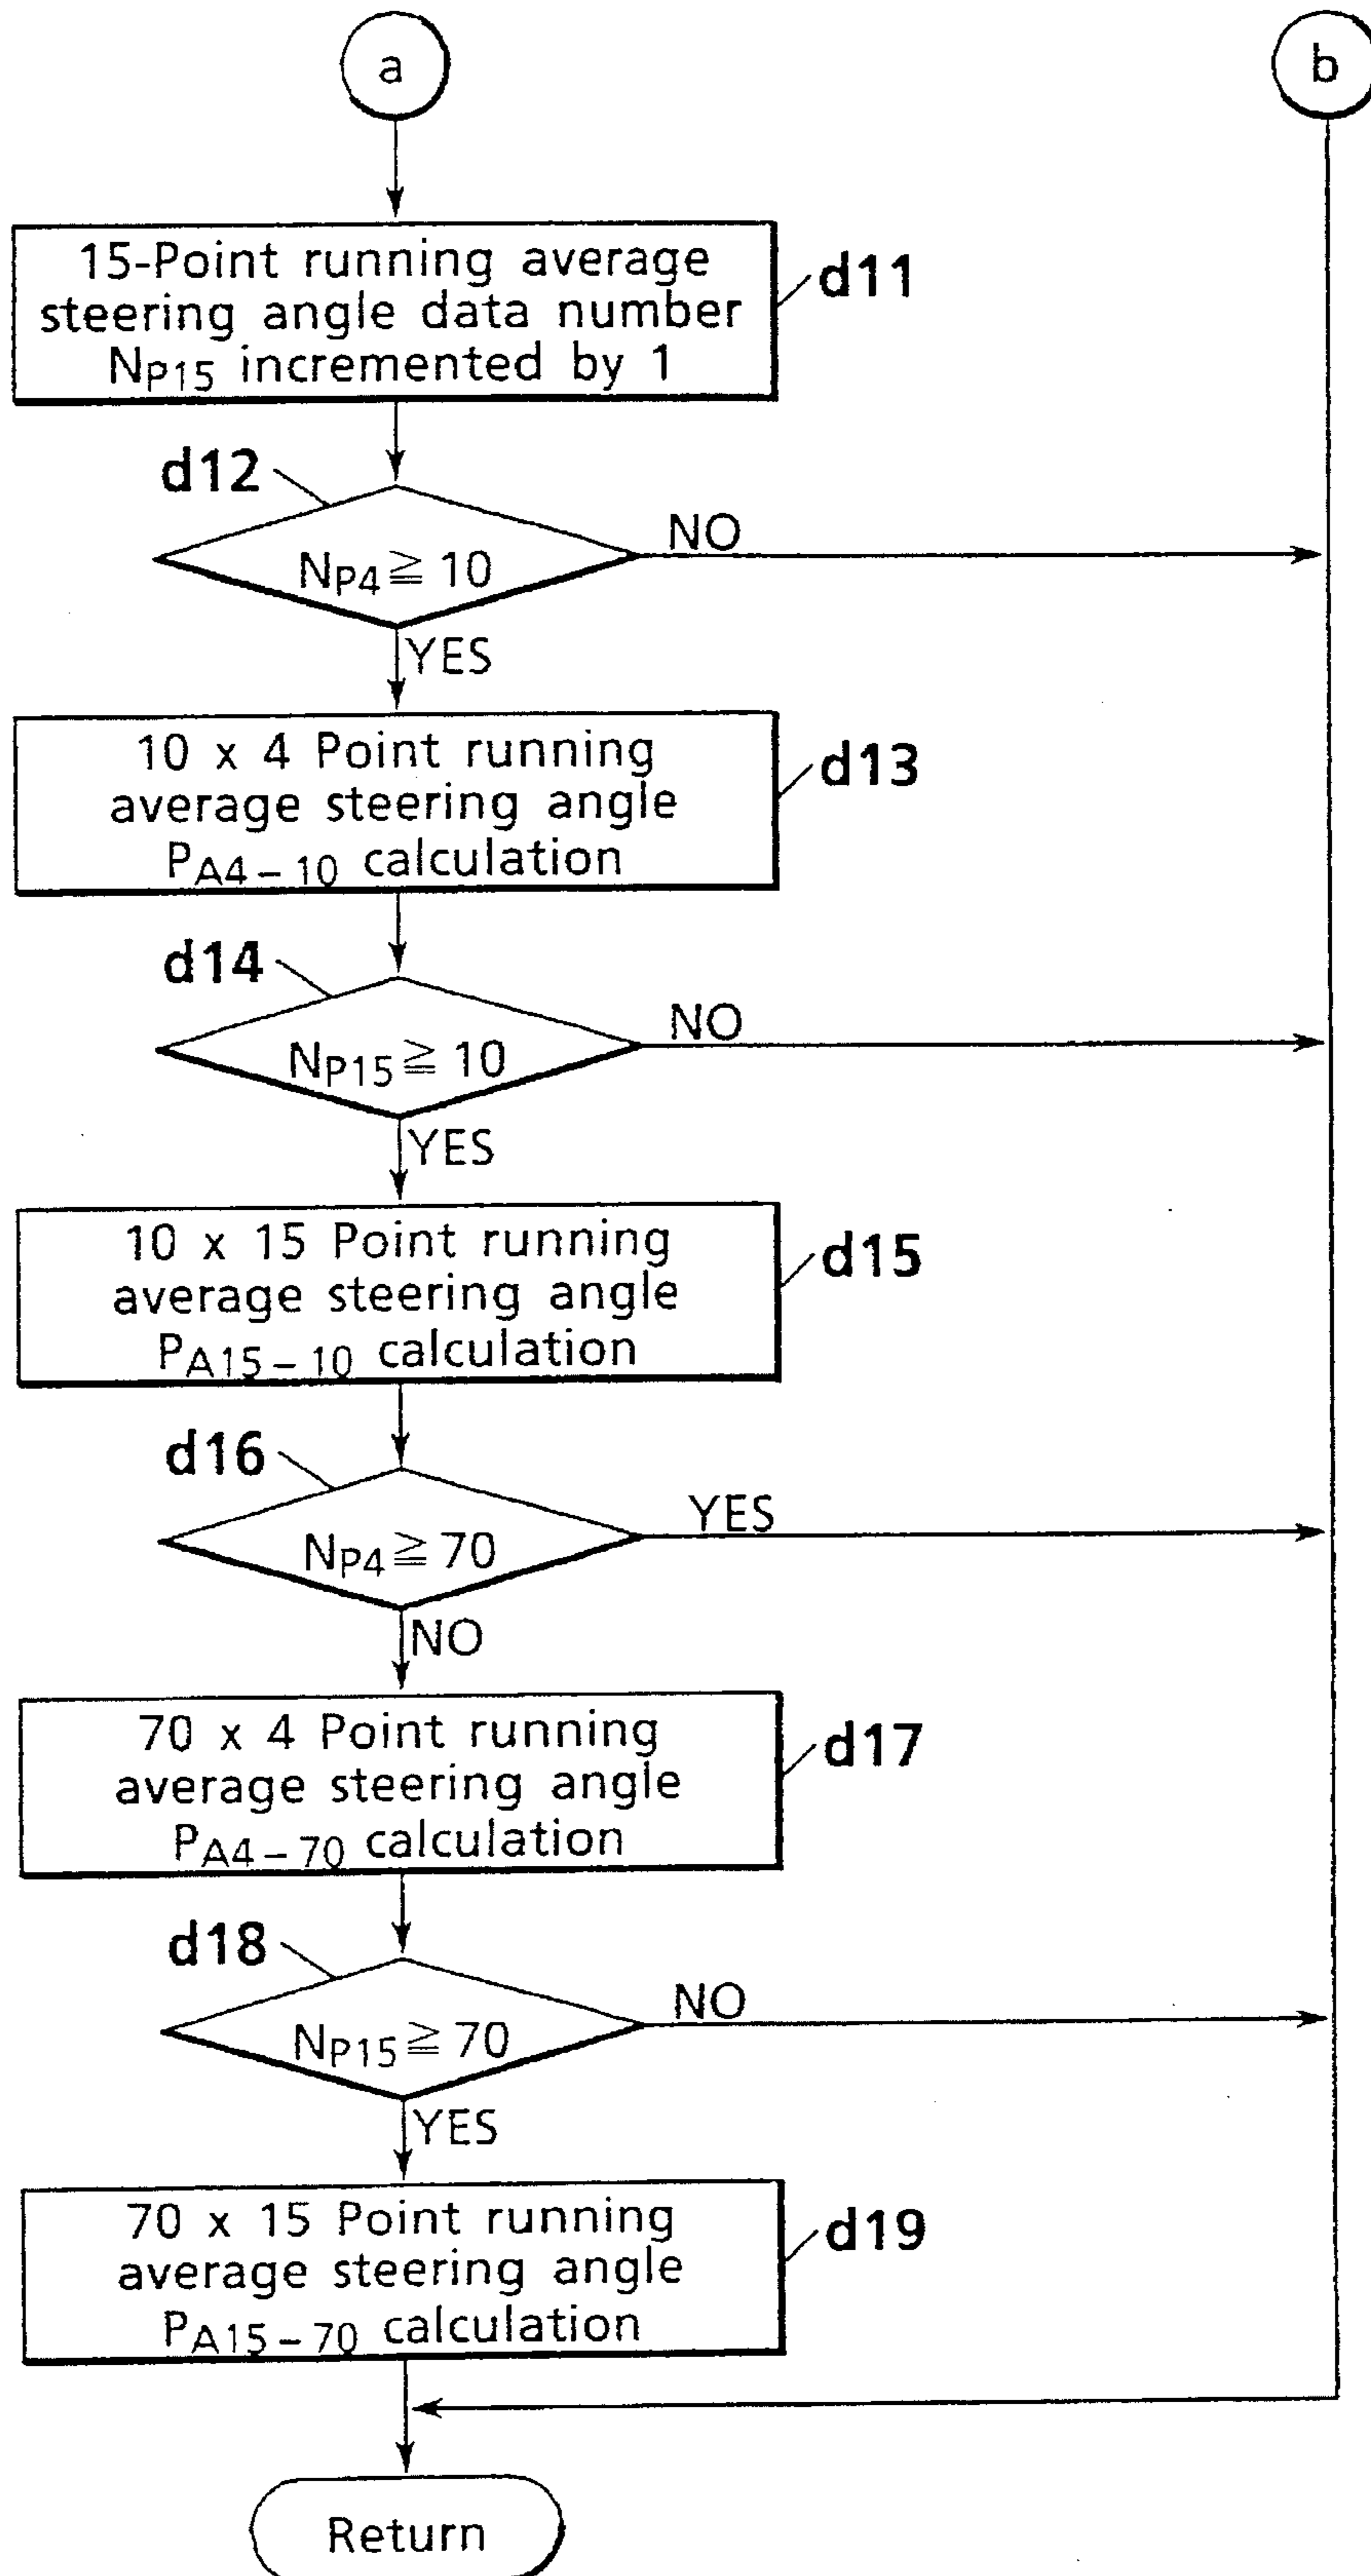 a
b
15-Point running average
steering angle data number
NP15 incremented by 1
d11
d12
NP4 ≧ 10
NO
YES
10 x 4 Point running
average steering angle
PA4–10 calculation
d13
d14
NP15 ≧ 10
NO
YES
10 x 15 Point running
average steering angle
PA15–10 calculation
d15
d16
NP4 ≧ 70
YES
NO
70 x 4 Point running
average steering angle
PA4–70 calculation
d17
d18
NP15 ≧ 70
NO
YES
70 x 15 Point running
average steering angle
PA15–70 calculation
d19
Return